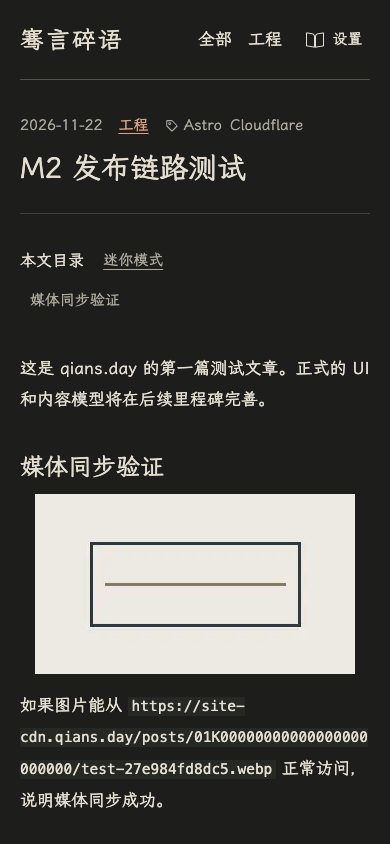 骞言碎语
全部 工程 设置
2026-11-22 工程 Astro Cloudflare
M2 发布链路测试
本文目录 迷你模式
媒体同步验证
这是 qians.day 的第一篇测试文章。正式的 UI
和内容模型将在后续里程碑完善。
媒体同步验证
如果图片能从 https://site-
cdn.qians.day/posts/01K00000000000000000
000000/test-27e984fd8dc5.webp 正常访问，
说明媒体同步成功。